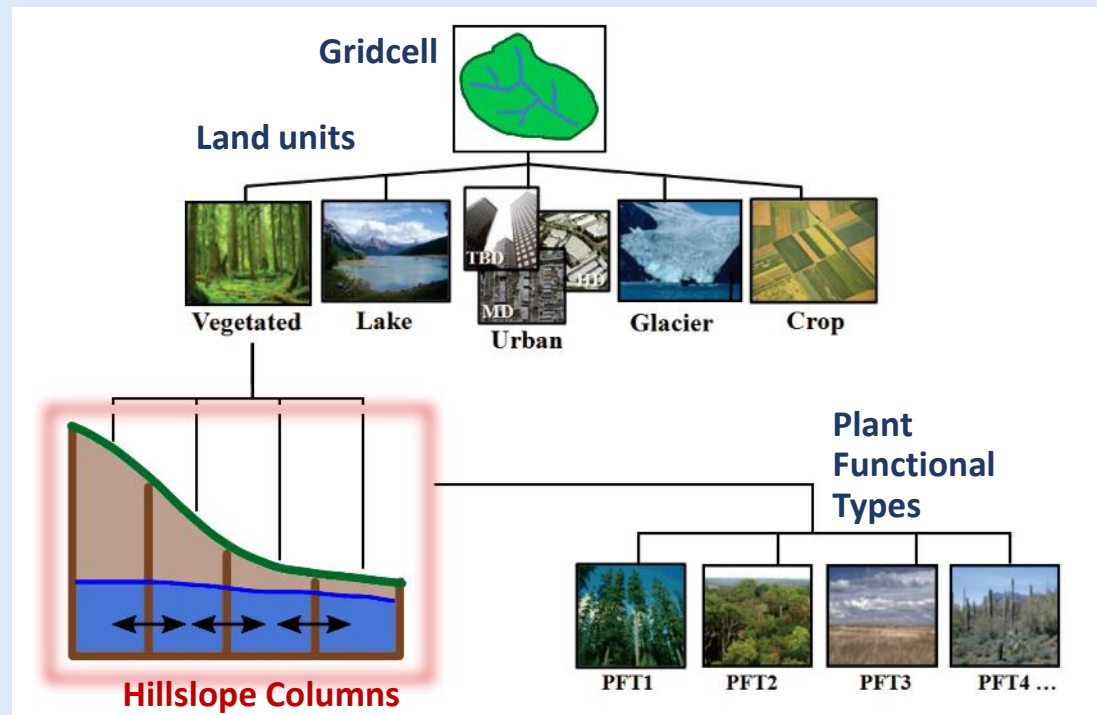 Gridcell
Land units
TBD
HD
MD
Vegetated
Lake
Urban
Glacier
Crop
Plant
Functional
Types
PFT1
PFT2
PFT3
PFT4 ...
Hillslope Columns